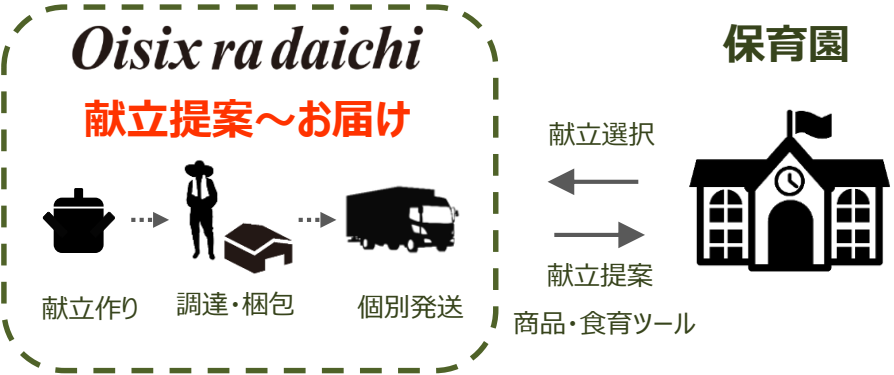 Oisix ra daichi
献立提案～お届け
献立作り
調達・梱包
個別発送
保育園
献立選択
献立提案
商品・食育ツール